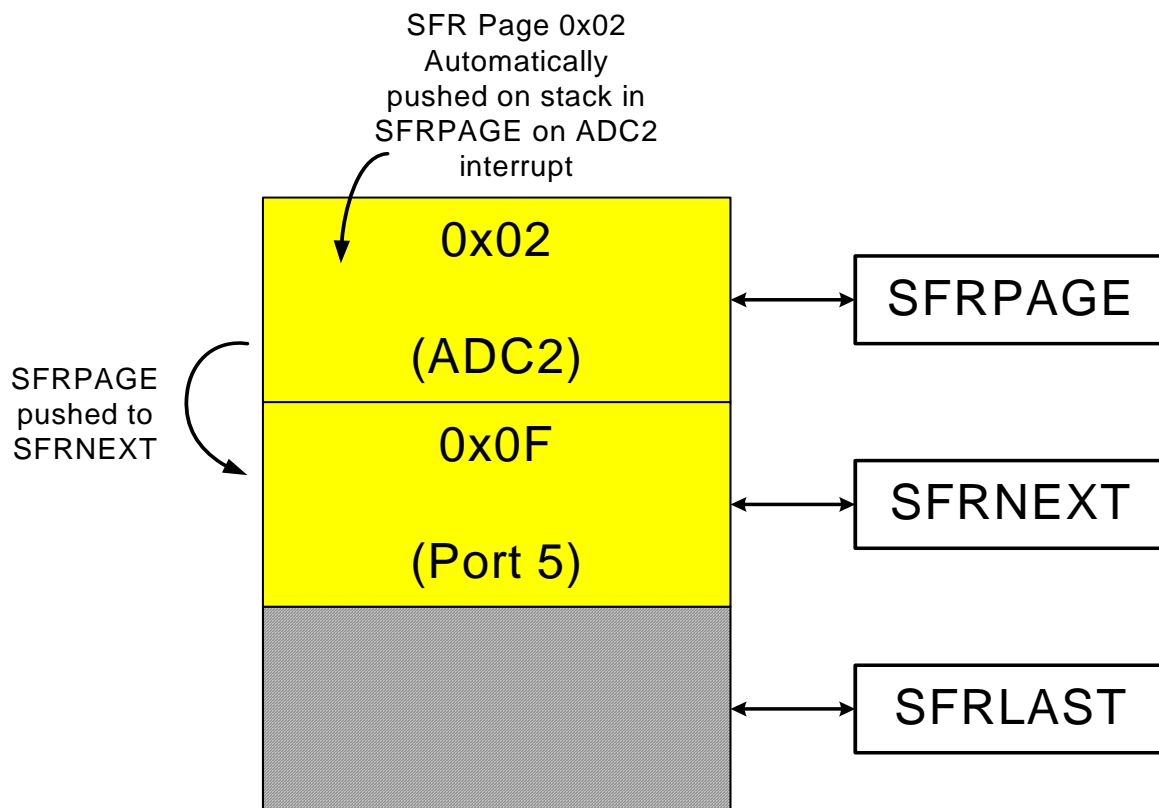 SFR Page 0x02
Automatically
pushed on stack in
SFRPAGE on ADC2
interrupt
0x02
(ADC2)
SFRPAGE
SFRPAGE
pushed to
SFRNEXT
0x0F
(Port 5)
SFRNEXT
SFRLAST